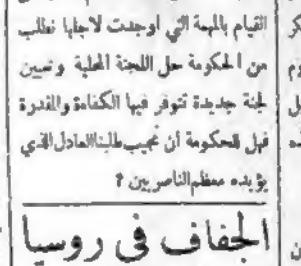 القيام بالمهمة التي اوجدت لاجلها نطلب
من الحكومة حل اللجنة المحلية وتعيين
لجنة جديدة تتوفر فيها الكفاءة والمقدرة
فهل للحكومة أن تجيب طلبنا العادل الذي
يؤيده معظم الناصريين ؟
الجفاف في روسيا